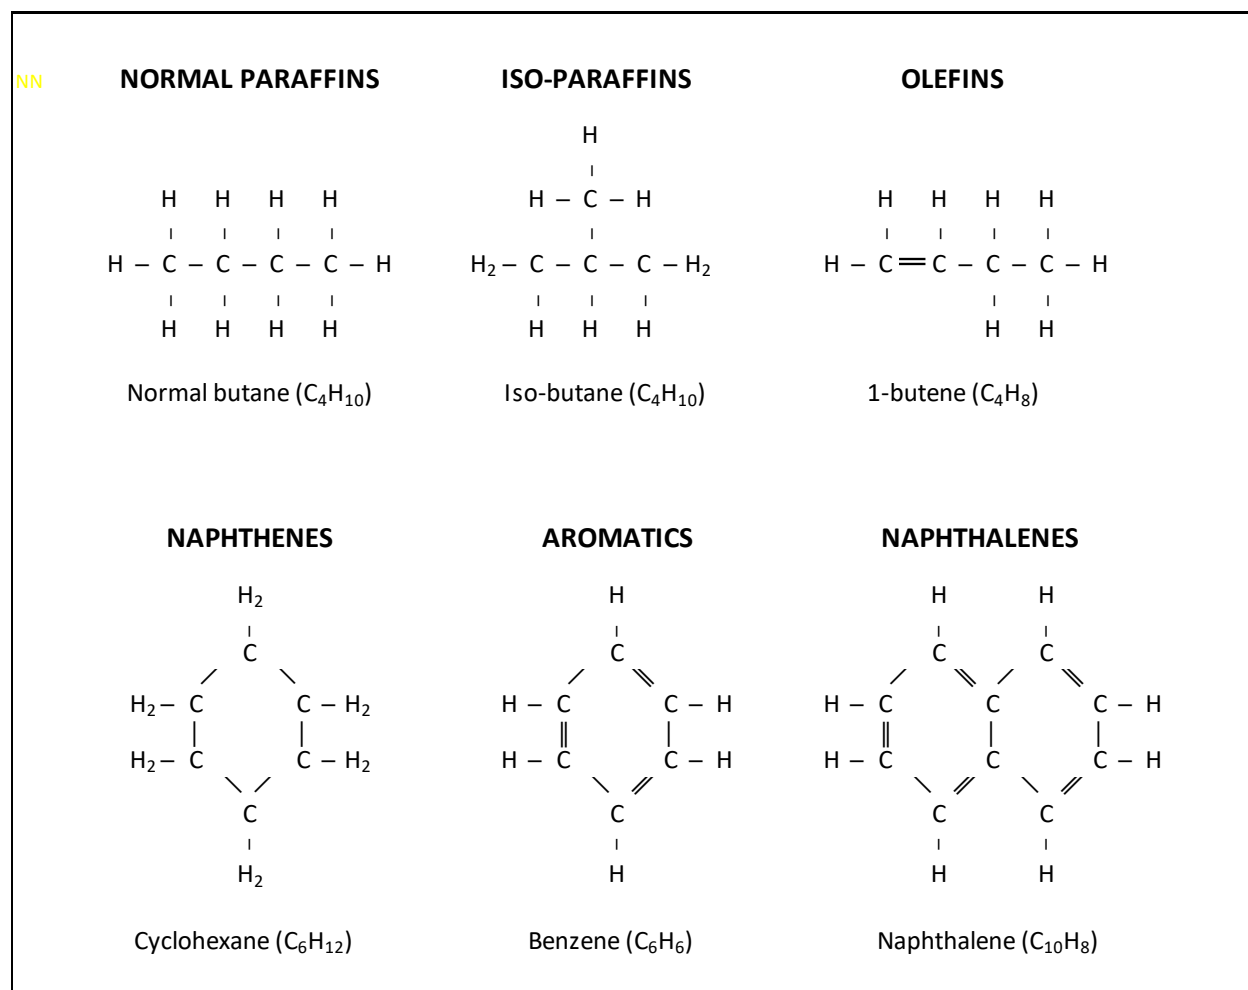 NN NORMAL PARAFFINS ISO-PARAFFINS OLEFINS
H
H H H H H – C – H H H H H
H – C – C – C – C – H H₂ – C – C – C – H₂ H – C = C – C – C – H
H H H H H H H H H
Normal butane (C₄H₁₀) Iso-butane (C₄H₁₀) 1-butene (C₄H₈)
NAPHTHENES AROMATICS NAPHTHALENES
H₂ H H H
C C C C
H₂ – C C – H₂ H – C C – H H – C C C – H
H₂ – C C – H₂ H – C C – H H – C C C – H
C C C C
H₂ H H H
Cyclohexane (C₆H₁₂) Benzene (C₆H₆) Naphthalene (C₁₀H₈)